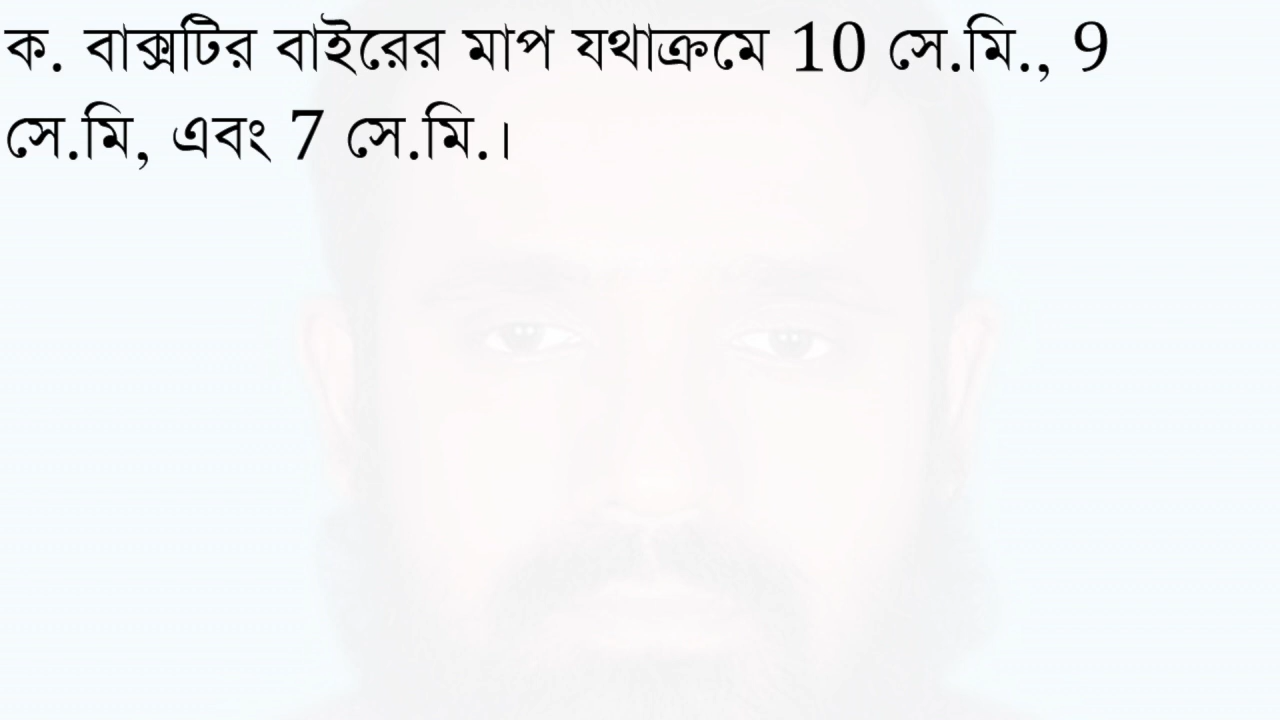 ক. বাক্সটির বাইরের মাপ যথাক্রমে 10 সে.মি., 9
সে.মি, এবং 7 সে.মি.।